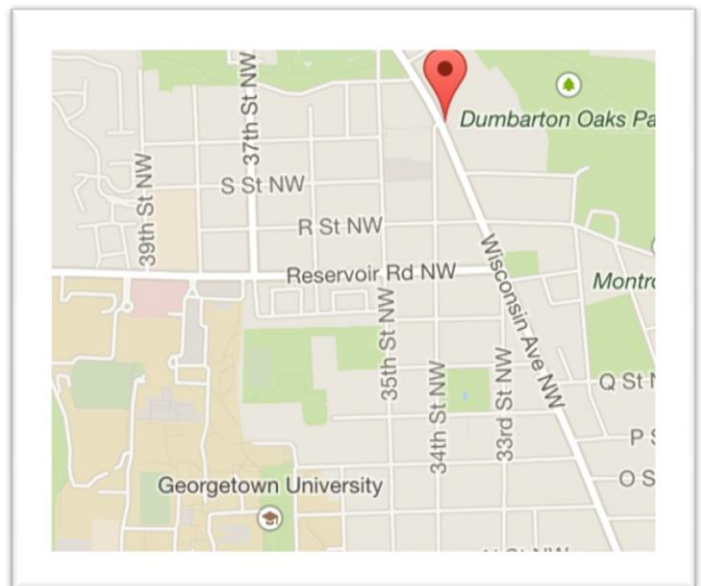 37th St NW
Dumbarton Oaks Pa
39th St NW
S St NW
R St NW
Reservoir Rd NW
Wisconsin Ave NW
Montr
35th St NW
34th St NW
33rd St NW
Q St
P
O S
Georgetown University